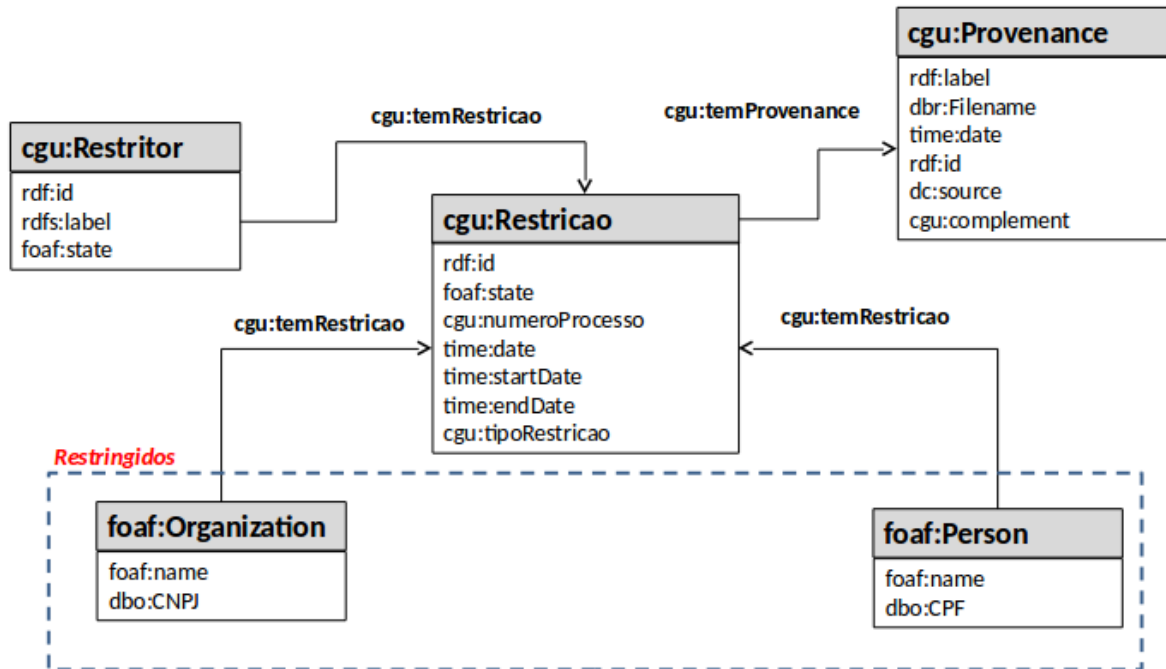 cgu:Provenance
rdf:label
dbr:Filename
time:date
rdf:id
dc:source
cgu:complement
cgu:temRestricao
cgu:temProvenance
cgu:Restritor
rdf:id
rdfs:label
foaf:state
cgu:Restricao
rdf:id
foaf:state
cgu:numeroProcesso
time:date
time:startDate
time:endDate
cgu:tipoRestricao
cgu:temRestricao
cgu:temRestricao
Restringidos
foaf:Organization
foaf:name
dbo:CNPJ
foaf:Person
foaf:name
dbo:CPF